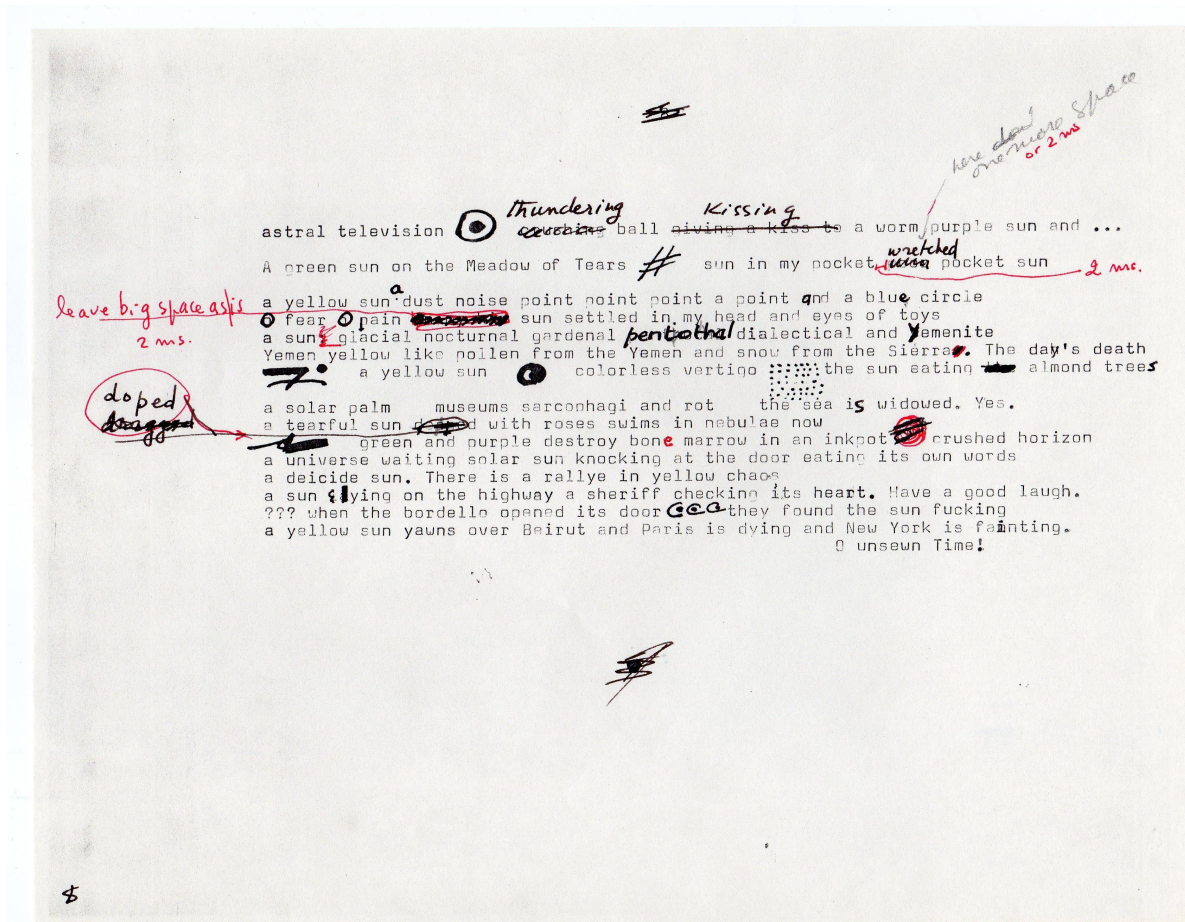 here
one more space
or 2 ms
thundering kissing
astral television ball giving a kiss to a worm purple sun and ...
wretched
A green sun on the Meadow of Tears # sun in my pocket, pocket sun
2 ms.
a
a yellow sun dust noise point point point a point and a blue circle
leave big space as is
2 ms.
O fear O pain sun settled in my head and eyes of toys
a sun glacial nocturnal gardenal pentothal dialectical and Yemenite
Yemen yellow like pollen from the Yemen and snow from the Sierra. The day's death
a yellow sun colorless vertigo the sun eating almond trees
doped
a solar palm museums sarcophagi and rot the sea is widowed. Yes.
a tearful sun with roses swims in nebulae now
green and purple destroy bone marrow in an inkpot crushed horizon
a universe waiting solar sun knocking at the door eating its own words
a deicide sun. There is a rallye in yellow chaos
a sun lying on the highway a sheriff checking its heart. Have a good laugh.
??? when the bordello opened its door they found the sun fucking
a yellow sun yawns over Beirut and Paris is dying and New York is fainting.
O unsewn Time!
8